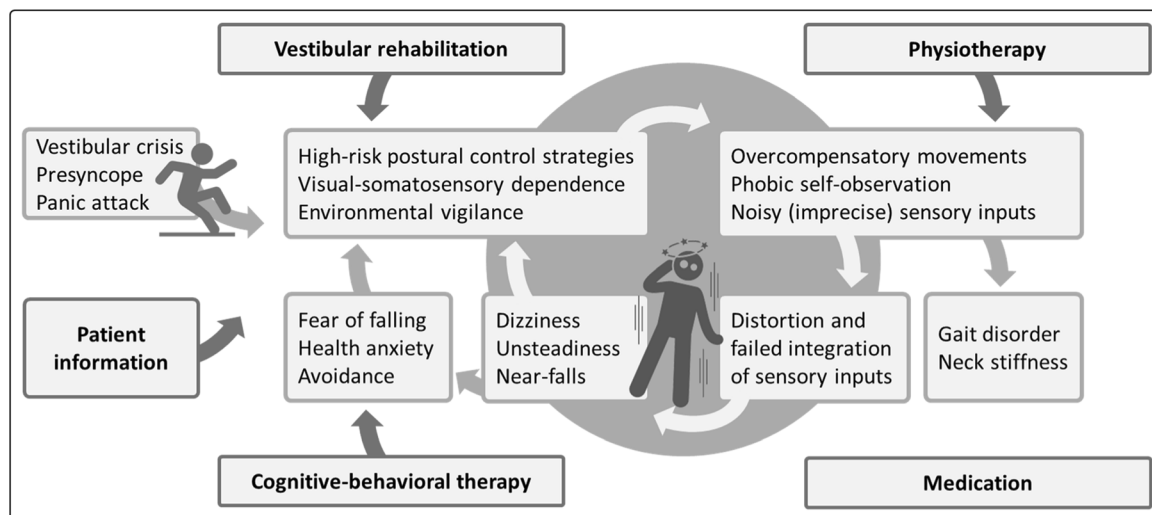 Vestibular rehabilitation
Physiotherapy
Vestibular crisis
Presyncope
Panic attack
High-risk postural control strategies
Visual-somatosensory dependence
Environmental vigilance
Overcompensatory movements
Phobic self-observation
Noisy (imprecise) sensory inputs
Patient
information
Fear of falling
Health anxiety
Avoidance
Dizziness
Unsteadiness
Near-falls
Distortion and
failed integration
of sensory inputs
Gait disorder
Neck stiffness
Cognitive-behavioral therapy
Medication